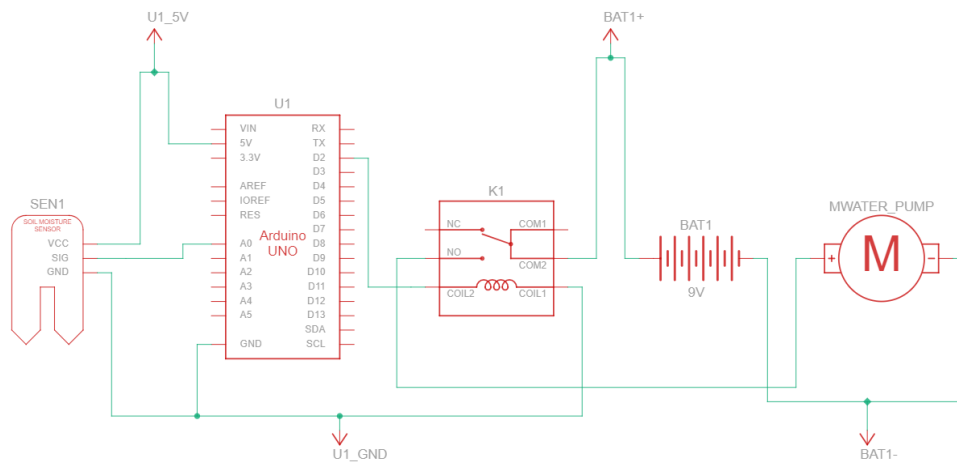 U1_5V
BAT1+
U1
VIN RX
5V TX
3.3V D2
D3
AREF D4
IOREF D5
RES D6
D7
A0 D8
A1 D9
A2 D10
A3 D11
A4 D12
A5 D13
SDA
GND SCL
Arduino
UNO
SEN1
SOIL MOISTURE
SENSOR
VCC
SIG
GND
K1
NC COM1
NO COM2
COIL2 COIL1
BAT1
9V
MWATER_PUMP
+ M -
U1_GND
BAT1-